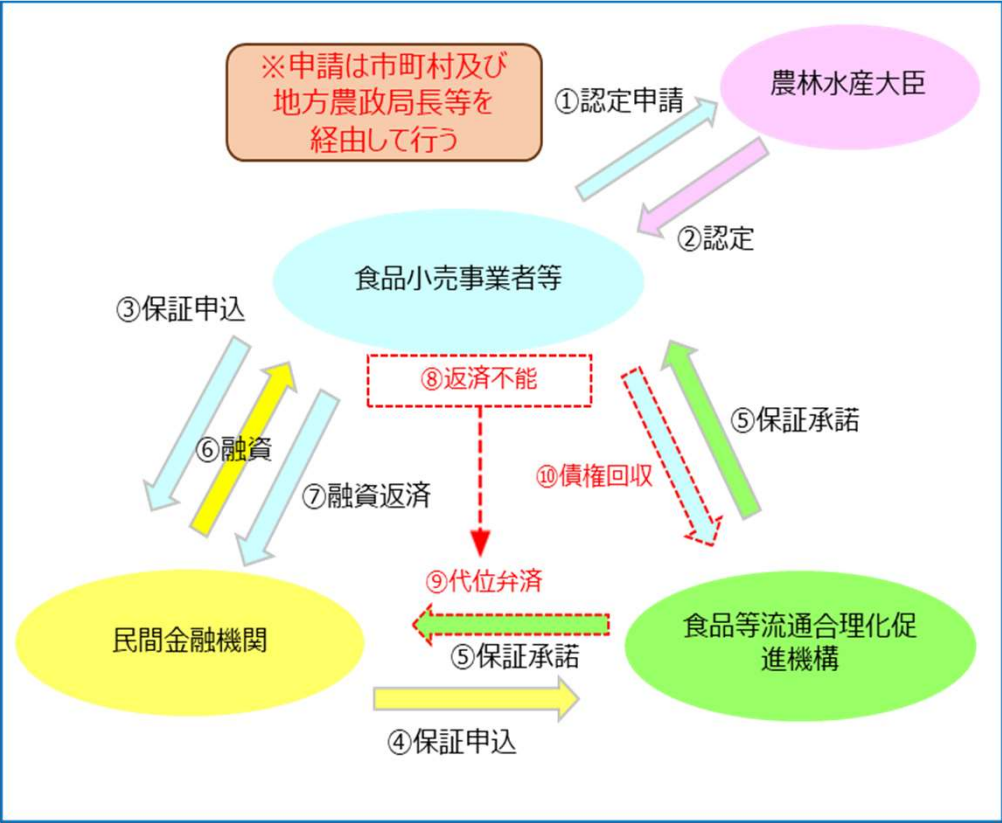 ※申請は市町村及び
地方農政局長等を
経由して行う
①認定申請
農林水産大臣
②認定
食品小売事業者等
③保証申込
⑧返済不能
⑤保証承諾
⑥融資
⑩債権回収
⑦融資返済
⑨代位弁済
民間金融機関
食品等流通合理化促
進機構
⑤保証承諾
④保証申込